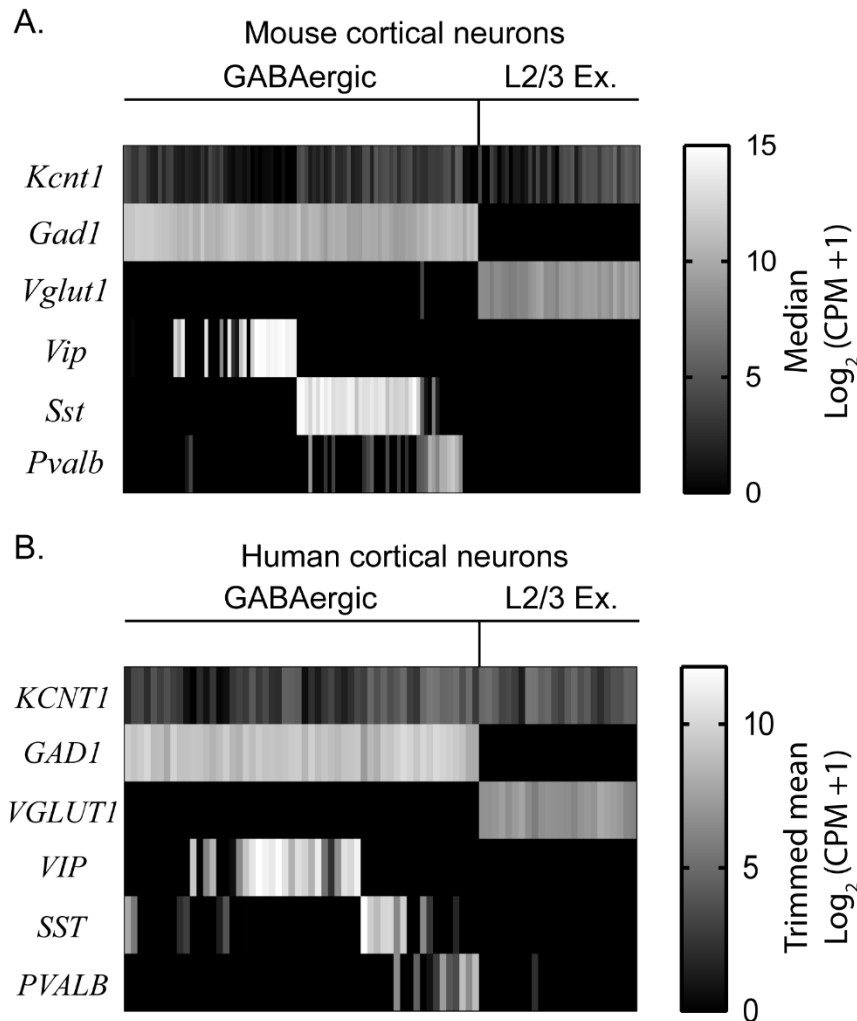 A.
Mouse cortical neurons
GABAergic L2/3 Ex.
Kcnt1
Gad1
Vglut1
Vip
Sst
Pvalb
15
10
5
0
Median
Log₂ (CPM +1)
B.
Human cortical neurons
GABAergic L2/3 Ex.
KCNT1
GAD1
VGLUT1
VIP
SST
PVALB
10
5
0
Trimmed mean
Log₂ (CPM +1)